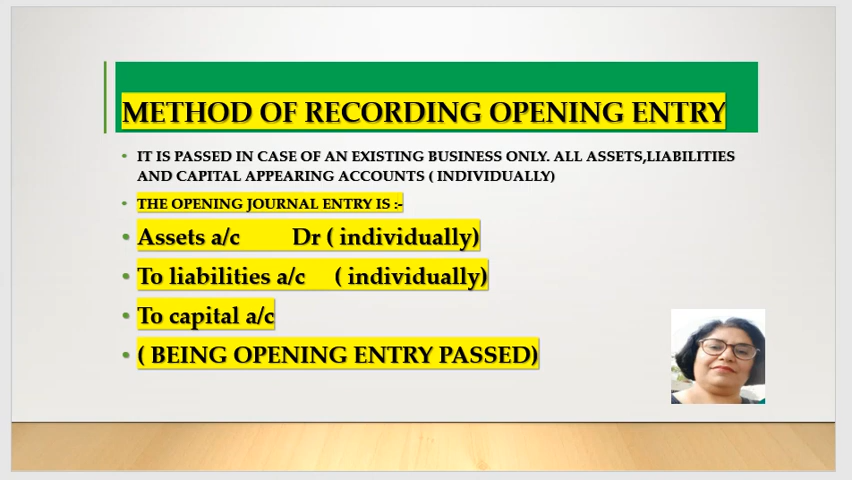 METHOD OF RECORDING OPENING ENTRY
• IT IS PASSED IN CASE OF AN EXISTING BUSINESS ONLY. ALL ASSETS,LIABILITIES
AND CAPITAL APPEARING ACCOUNTS ( INDIVIDUALLY)
• THE OPENING JOURNAL ENTRY IS :-
• Assets a/c Dr ( individually)
• To liabilities a/c ( individually)
• To capital a/c
• ( BEING OPENING ENTRY PASSED)